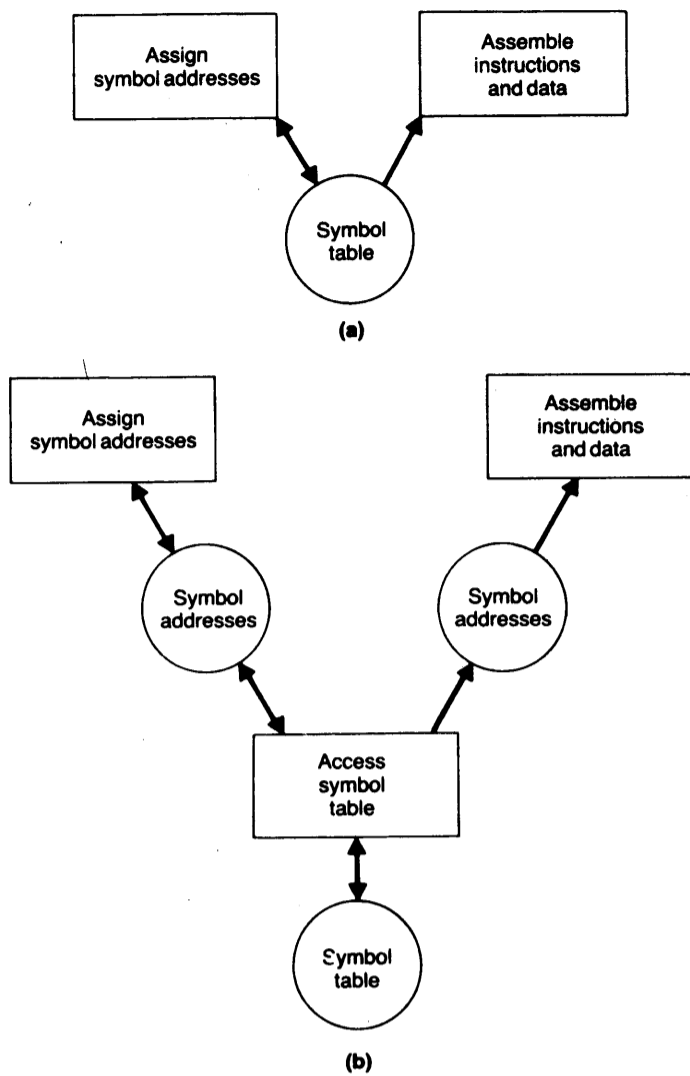 Assign
symbol addresses
Assemble
instructions
and data
Symbol
table
(a)
Assign
symbol addresses
Assemble
instructions
and data
Symbol
addresses
Symbol
addresses
Access
symbol
table
Symbol
table
(b)